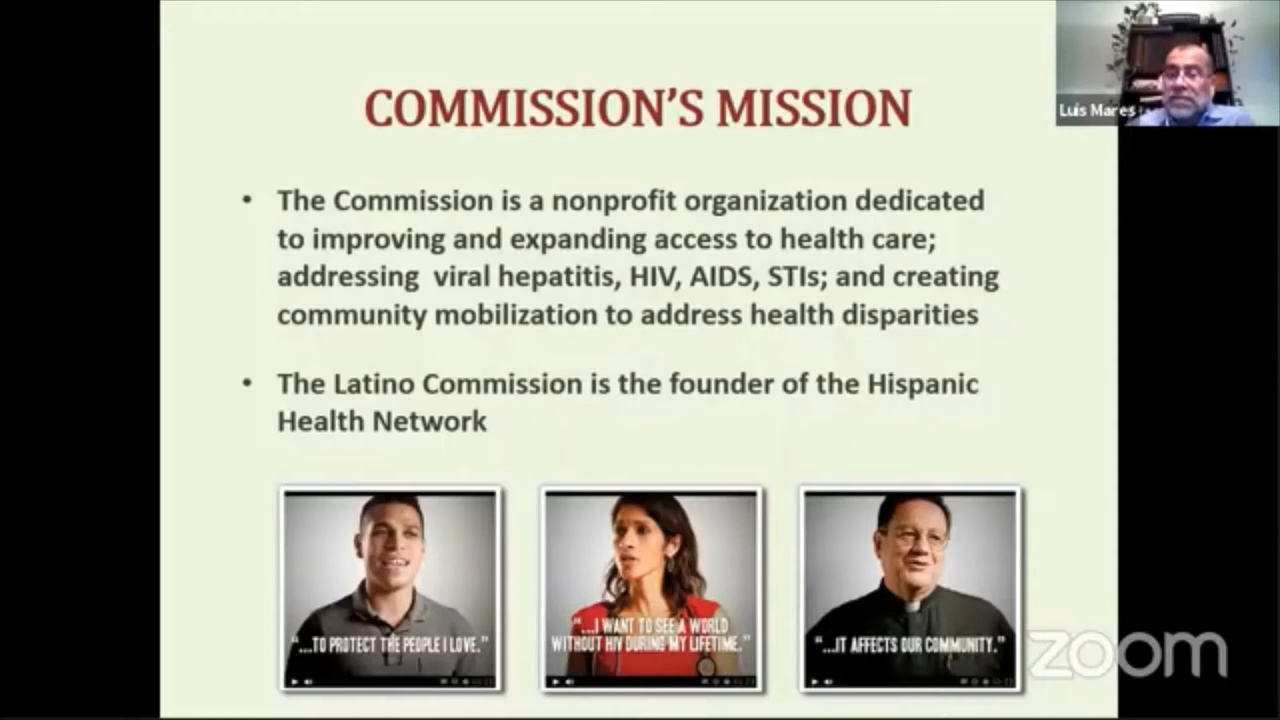 COMMISSION'S MISSION
Luis Mares
• The Commission is a nonprofit organization dedicated
to improving and expanding access to health care;
addressing viral hepatitis, HIV, AIDS, STIs; and creating
community mobilization to address health disparities
• The Latino Commission is the founder of the Hispanic
Health Network
“...TO PROTECT THE PEOPLE I LOVE.”
“...I WANT TO SEE A WORLD
WITHOUT HIV DURING MY LIFETIME.”
“...IT AFFECTS OUR COMMUNITY.”
zoom